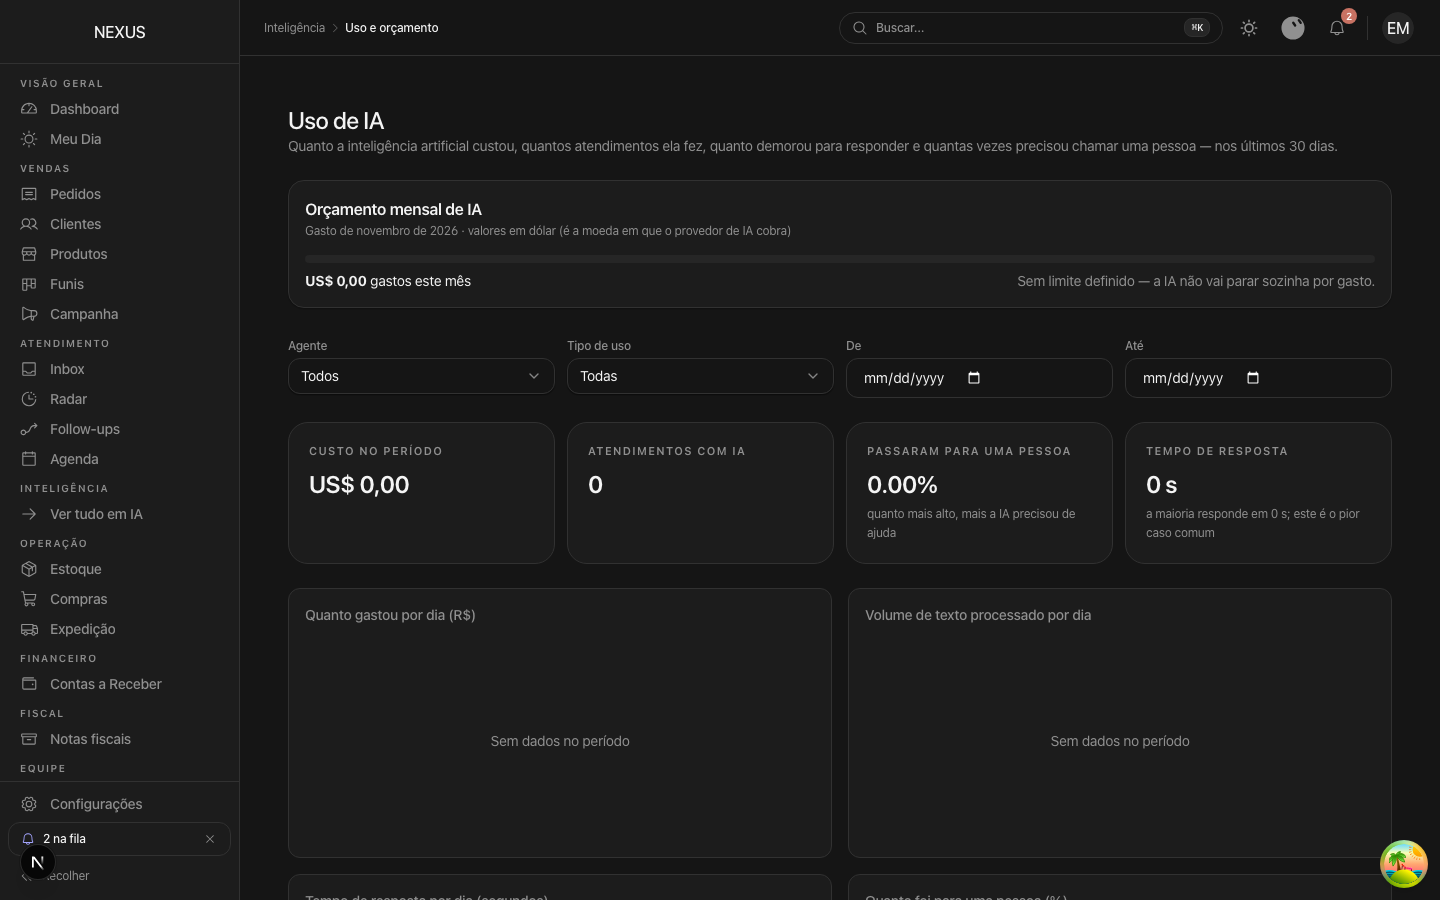 NEXUS
VISÃO GERAL
Dashboard
Meu Dia
VENDAS
Pedidos
Clientes
Produtos
Funis
Campanha
ATENDIMENTO
Inbox
Radar
Follow-ups
Agenda
INTELIGÊNCIA
Ver tudo em IA
OPERAÇÃO
Estoque
Compras
Expedição
FINANCEIRO
Contas a Receber
FISCAL
Notas fiscais
EQUIPE
Configurações
2 na fila
N
Inteligência
Uso e orçamento
Buscar...
⌘K
2
EM
Uso de IA
Quanto a inteligência artificial custou, quantos atendimentos ela fez, quanto demorou para responder e quantas vezes precisou chamar uma pessoa — nos últimos 30 dias.
Orçamento mensal de IA
Gasto de novembro de 2026 · valores em dólar (é a moeda em que o provedor de IA cobra)
US$ 0,00 gastos este mês
Sem limite definido — a IA não vai parar sozinha por gasto.
Agente
Todos
Tipo de uso
Todas
De
mm/dd/yyyy
Até
mm/dd/yyyy
CUSTO NO PERÍODO
US$ 0,00
ATENDIMENTOS COM IA
0
PASSARAM PARA UMA PESSOA
0.00%
quanto mais alto, mais a IA precisou de
ajuda
TEMPO DE RESPOSTA
0 s
a maioria responde em 0 s; este é o pior
caso comum
Quanto gastou por dia (R$)
Sem dados no período
Volume de texto processado por dia
Sem dados no período